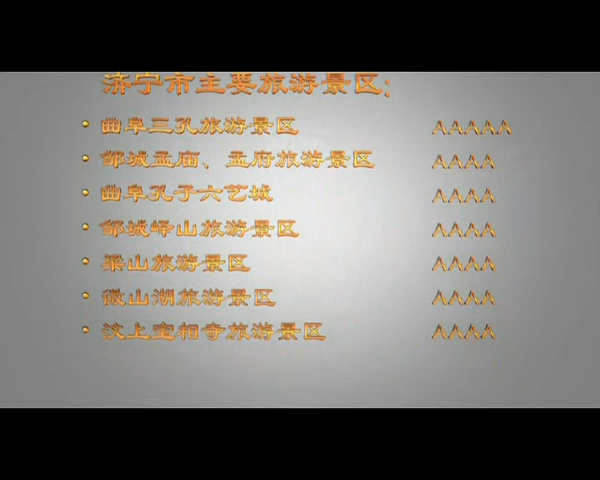 济宁市主要旅游景区:
• 曲阜三孔旅游景区 AAAAA
• 邹城孟庙、孟府旅游景区 AAAA
• 曲阜孔子六艺城 AAAA
• 邹城峄山旅游景区 AAAA
• 梁山旅游景区 AAAA
• 微山湖旅游景区 AAAA
• 汶上宝相寺旅游景区 AAAA